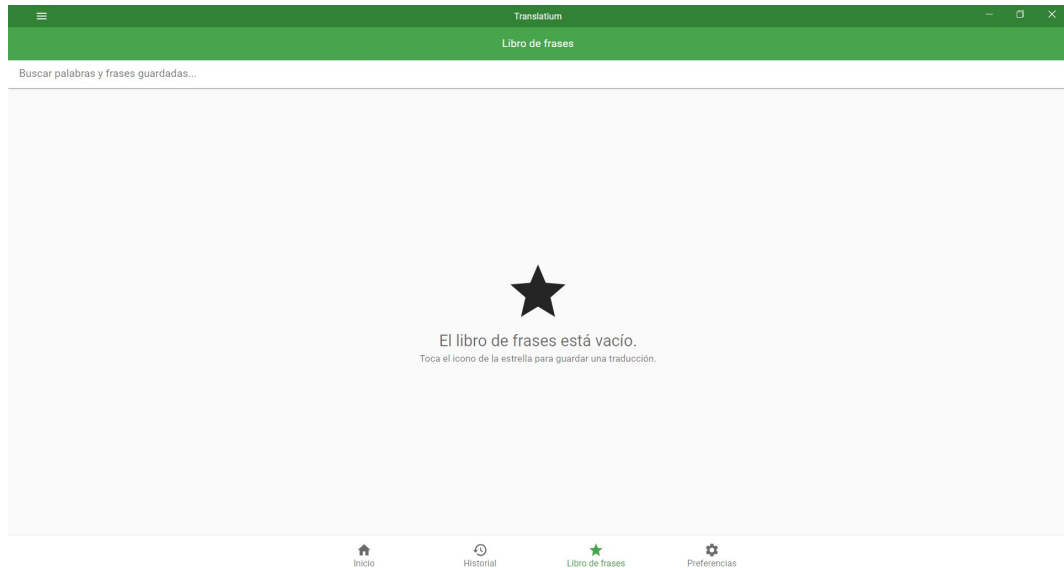 Translatium
Libro de frases
Buscar palabras y frases guardadas...
El libro de frases está vacío.
Toca el icono de la estrella para guardar una traducción.
Inicio
Historial
Libro de frases
Preferencias